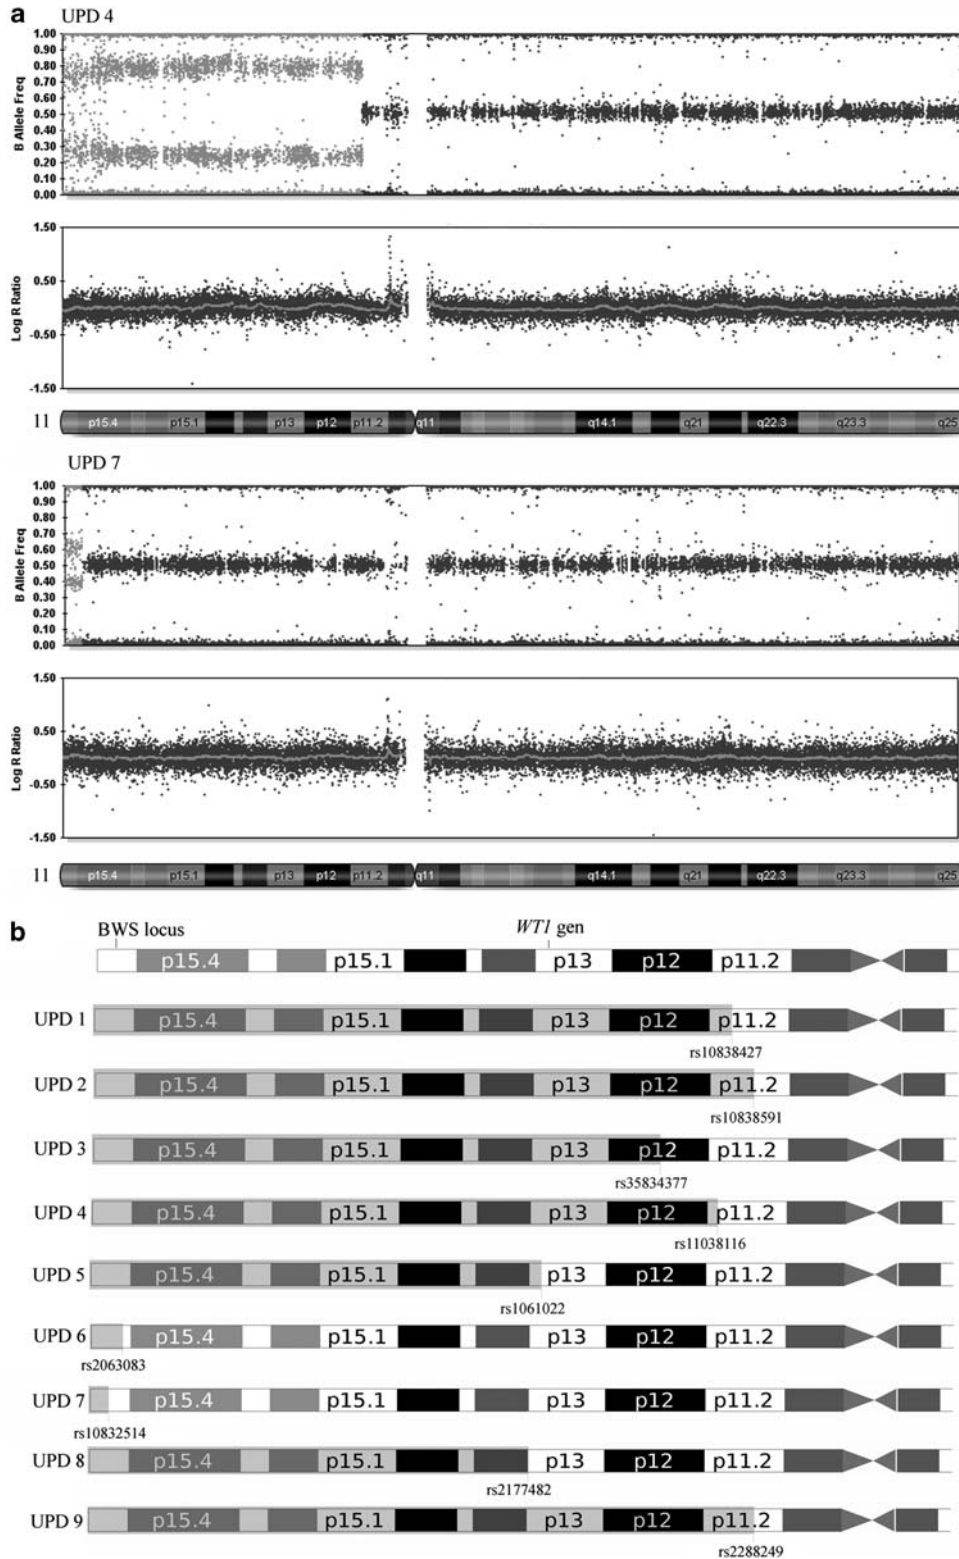 a
UPD 4
1.00
0.90
0.80
0.70
0.60
0.50
0.40
0.30
0.20
0.10
0.00
B Allele Freq
1.50
0.50
-0.50
-1.50
Log R Ratio
11 p15.4 p15.1 p13 p12 p11.2 q11 q14.1 q21 q22.3 q23.3 q25
UPD 7
1.00
0.90
0.80
0.70
0.60
0.50
0.40
0.30
0.20
0.10
0.00
B Allele Freq
1.50
0.50
-0.50
-1.50
Log R Ratio
11 p15.4 p15.1 p13 p12 p11.2 q11 q14.1 q21 q22.3 q23.3 q25
b
BWS locus WT1 gen
p15.4 p15.1 p13 p12 p11.2
UPD 1 p15.4 p15.1 p13 p12 p11.2
rs10838427
UPD 2 p15.4 p15.1 p13 p12 p11.2
rs10838591
UPD 3 p15.4 p15.1 p13 p12 p11.2
rs35834377
UPD 4 p15.4 p15.1 p13 p12 p11.2
rs11038116
UPD 5 p15.4 p15.1 p13 p12 p11.2
rs1061022
UPD 6 p15.4 p15.1 p13 p12 p11.2
rs2063083
UPD 7 p15.4 p15.1 p13 p12 p11.2
rs10832514
UPD 8 p15.4 p15.1 p13 p12 p11.2
rs2177482
UPD 9 p15.4 p15.1 p13 p12 p11.2
rs2288249